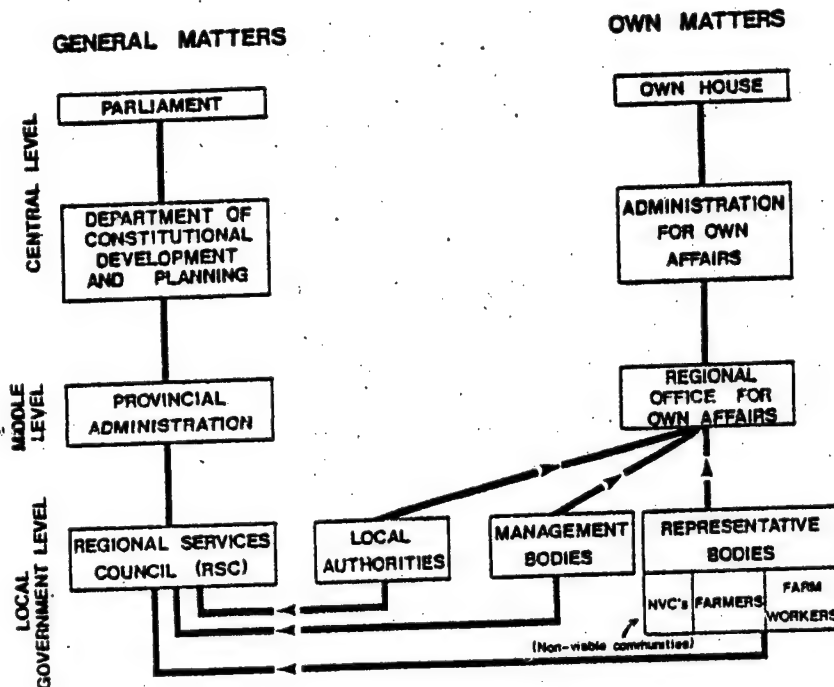 GENERAL MATTERS
OWN MATTERS
CENTRAL LEVEL
PARLIAMENT
OWN HOUSE
DEPARTMENT OF
CONSTITUTIONAL
DEVELOPMENT
AND PLANNING
ADMINISTRATION
FOR OWN
AFFAIRS
MIDDLE
LEVEL
PROVINCIAL
ADMINISTRATION
REGIONAL
OFFICE FOR
OWN AFFAIRS
LOCAL
GOVERNMENT LEVEL
REGIONAL SERVICES
COUNCIL (RSC)
LOCAL
AUTHORITIES
MANAGEMENT
BODIES
REPRESENTATIVE
BODIES
NVC's
FARMERS
FARM
WORKERS
(Non-viable communities)